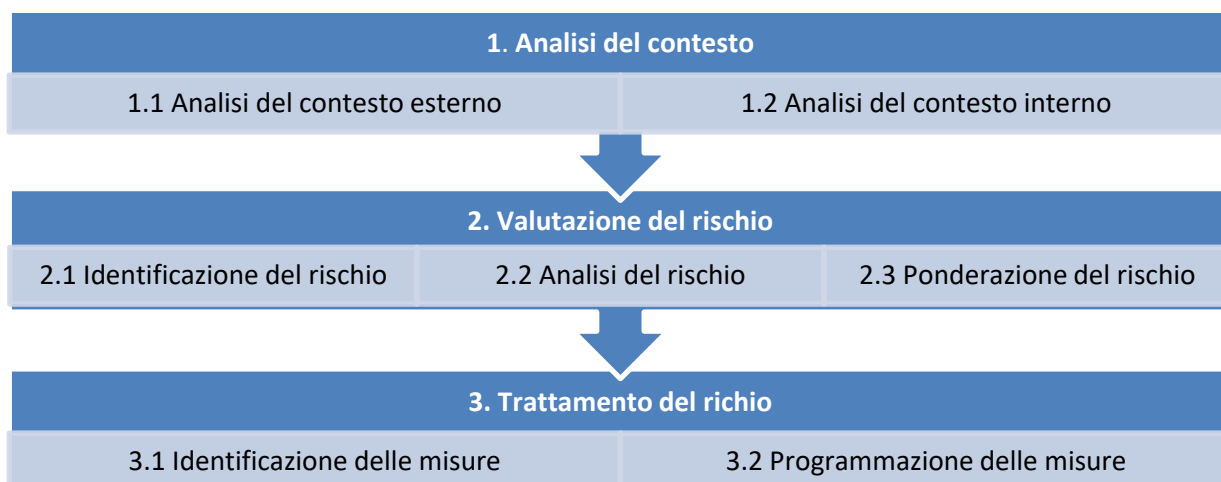 1. Analisi del contesto
1.1 Analisi del contesto esterno
1.2 Analisi del contesto interno
2. Valutazione del rischio
2.1 Identificazione del rischio
2.2 Analisi del rischio
2.3 Ponderazione del rischio
3. Trattamento del richio
3.1 Identificazione delle misure
3.2 Programmazione delle misure